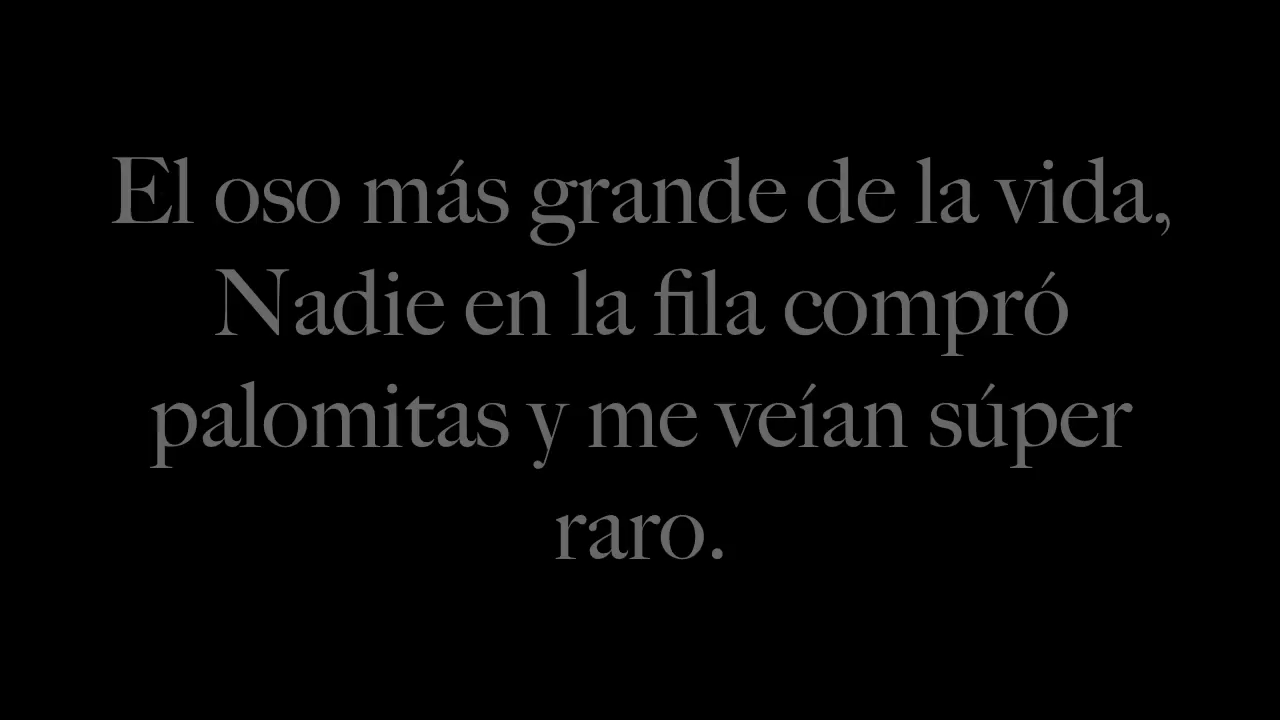 El oso más grande de la vida,
Nadie en la fila compró
palomitas y me veían súper
raro.